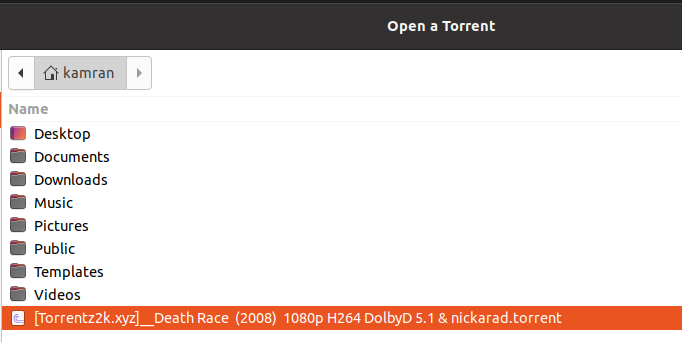 Open a Torrent
kamran
Name
Desktop
Documents
Downloads
Music
Pictures
Public
Templates
Videos
[Torrentz2k.xyz]__Death Race  (2008)  1080p H264 DolbyD 5.1 & nickarad.torrent